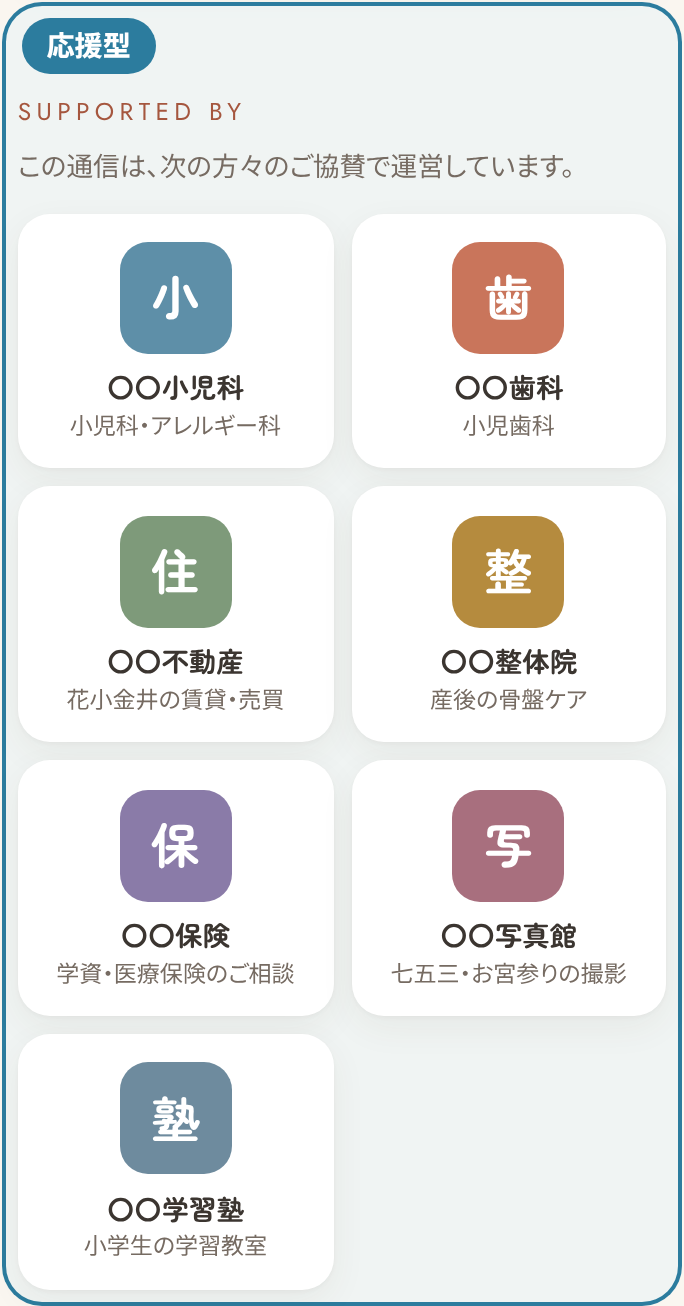 応援型
SUPPORTED BY
この通信は、次の方々のご協賛で運営しています。
小
〇〇小児科
小児科・アレルギー科
歯
〇〇歯科
小児歯科
住
〇〇不動産
花小金井の賃貸・売買
整
〇〇整体院
産後の骨盤ケア
保
〇〇保険
学資・医療保険のご相談
写
〇〇写真館
七五三・お宮参りの撮影
塾
〇〇学習塾
小学生の学習教室